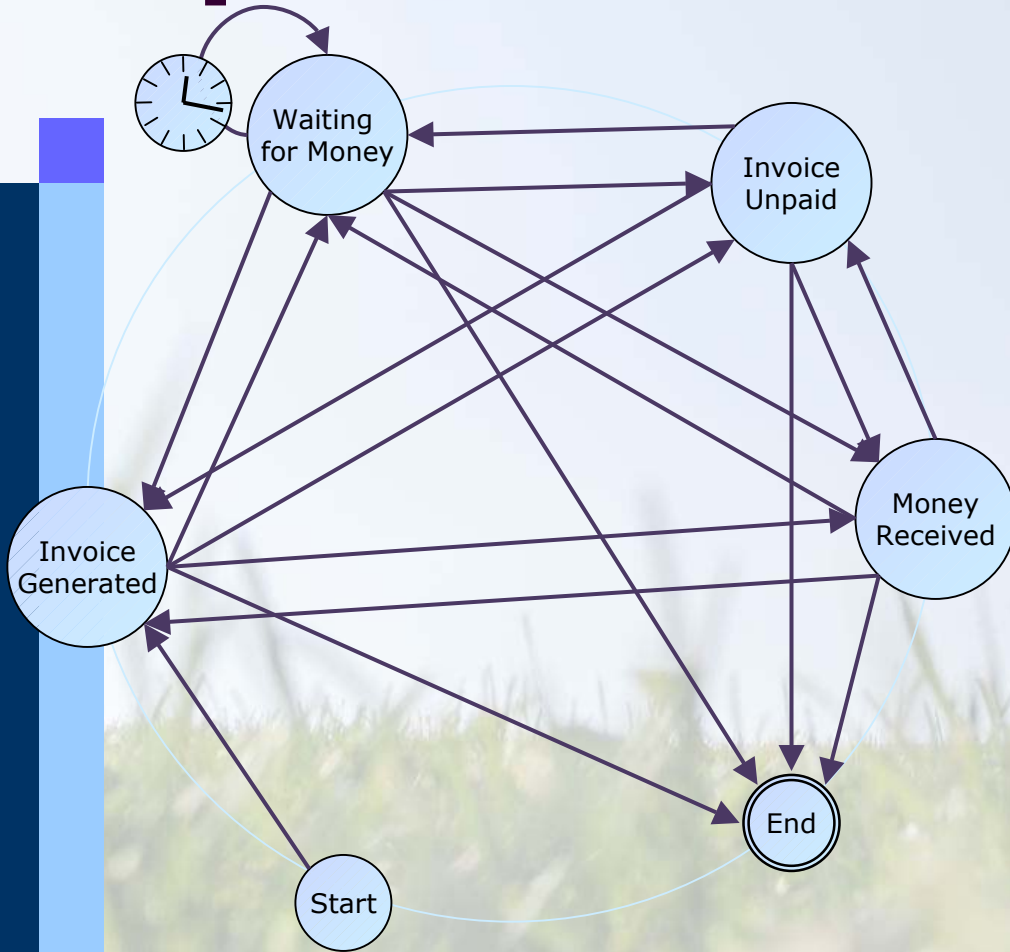 Waiting
for Money
Invoice
Unpaid
Money
Received
Invoice
Generated
End
Start